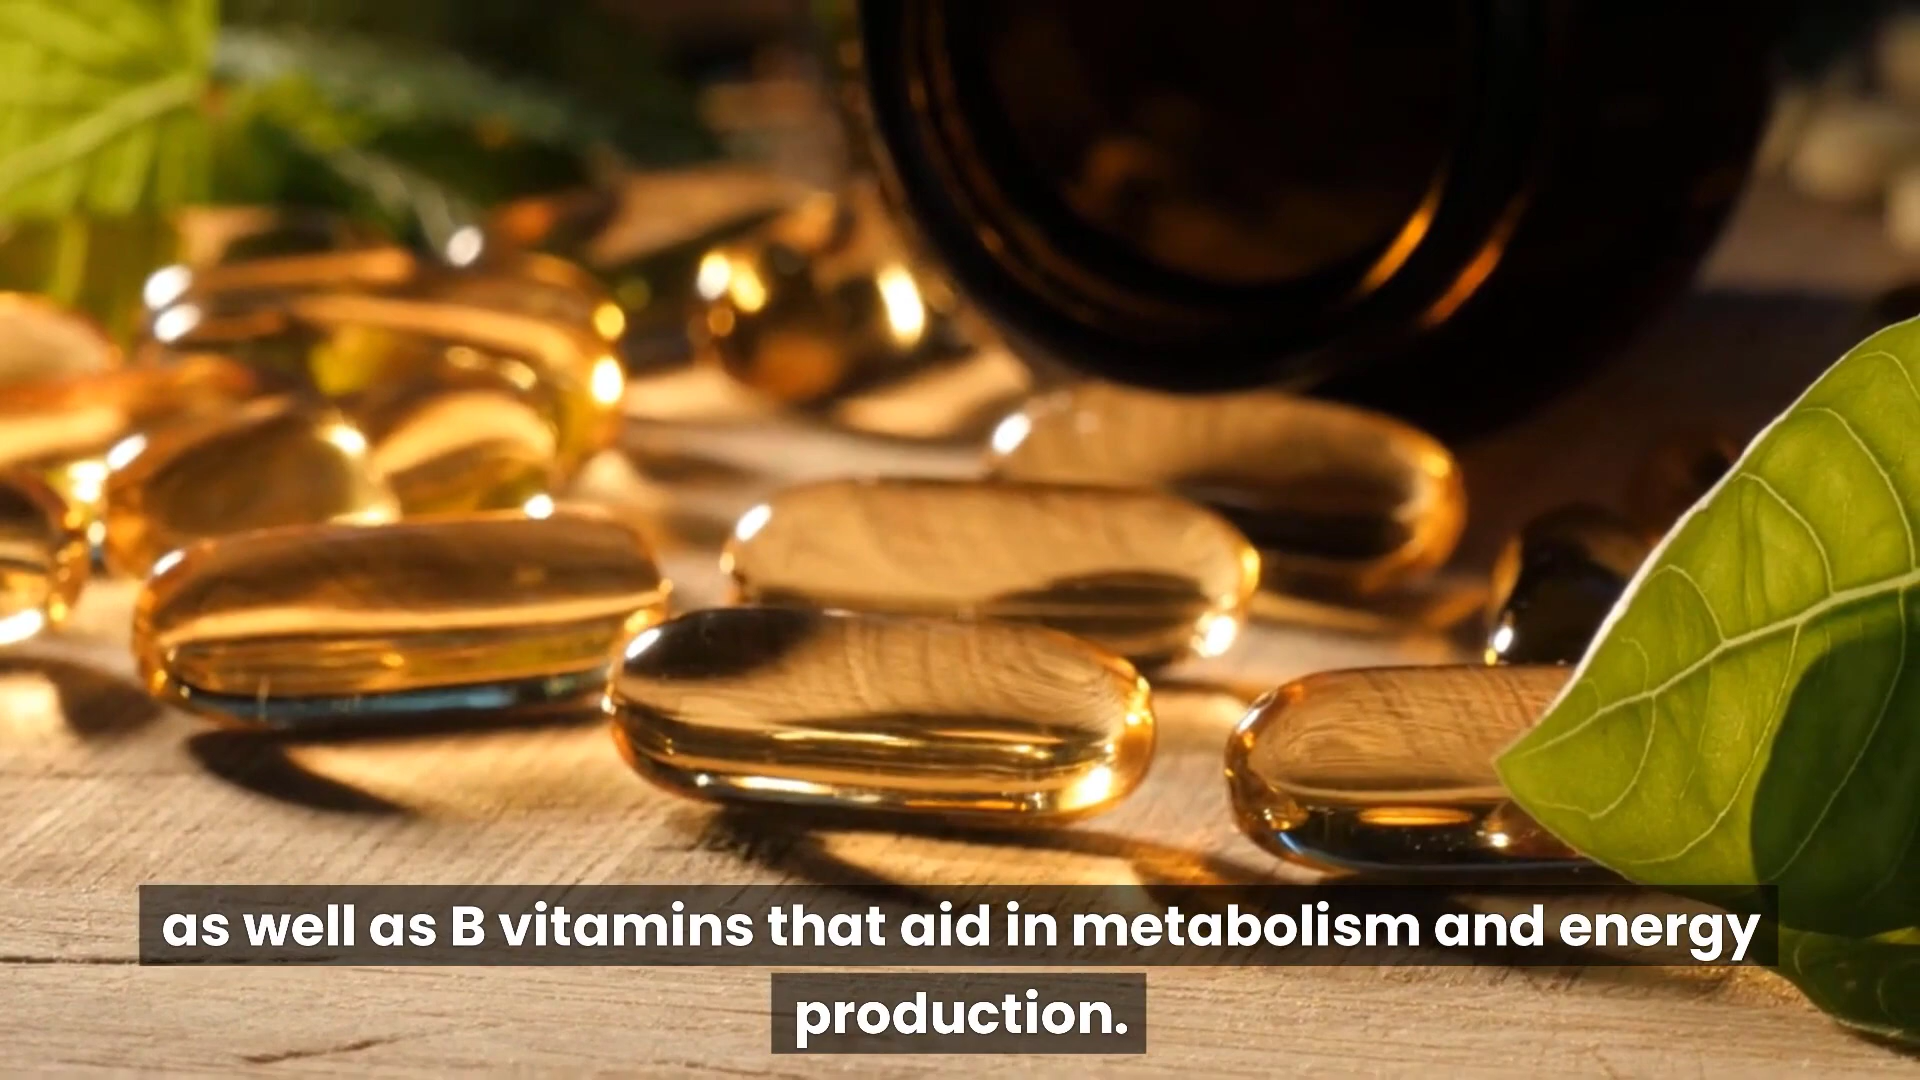 as well as B vitamins that aid in metabolism and energy
production.